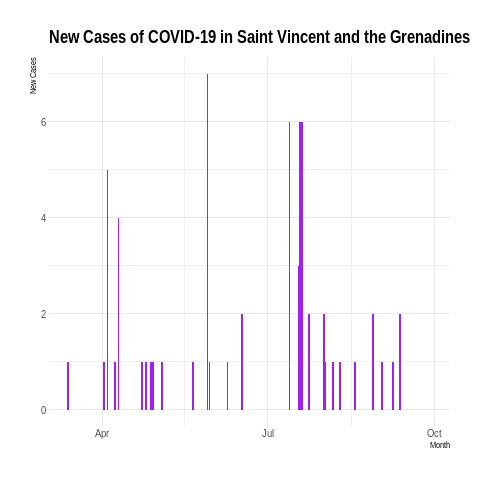 New Cases of COVID-19 in Saint Vincent and the Grenadines
New Cases
6
4
2
0
Apr
Jul
Oct
Month